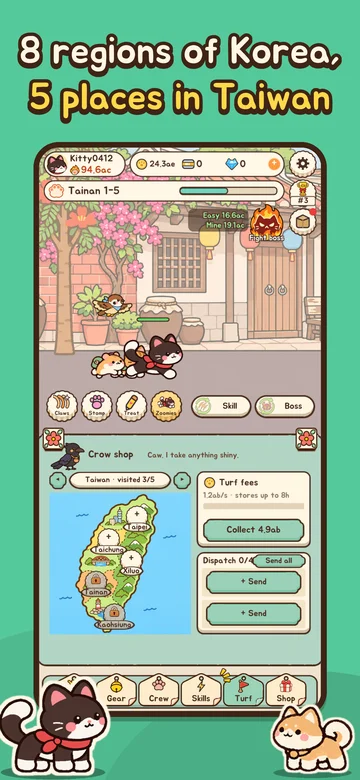 8 regions of Korea,
5 places in Taiwan
Kitty0412
94.6ac
24.3ae
0
0
Tainan 1-5
#3
Easy 16.6ac
Mine 19.1ac
Fight boss
Claws
Stomp
Treat
Zoomies
Skill
Boss
Crow shop
Caw, I take anything shiny.
Taiwan · visited 3/5
Turf fees
1.2ab/s · stores up to 8h
Collect 4.9ab
Dispatch 0/4
Send all
+ Send
+ Send
Taipei
Taichung
Xiluo
Tainan
Kaohsiung
Gear
Crew
Skills
Turf
Shop